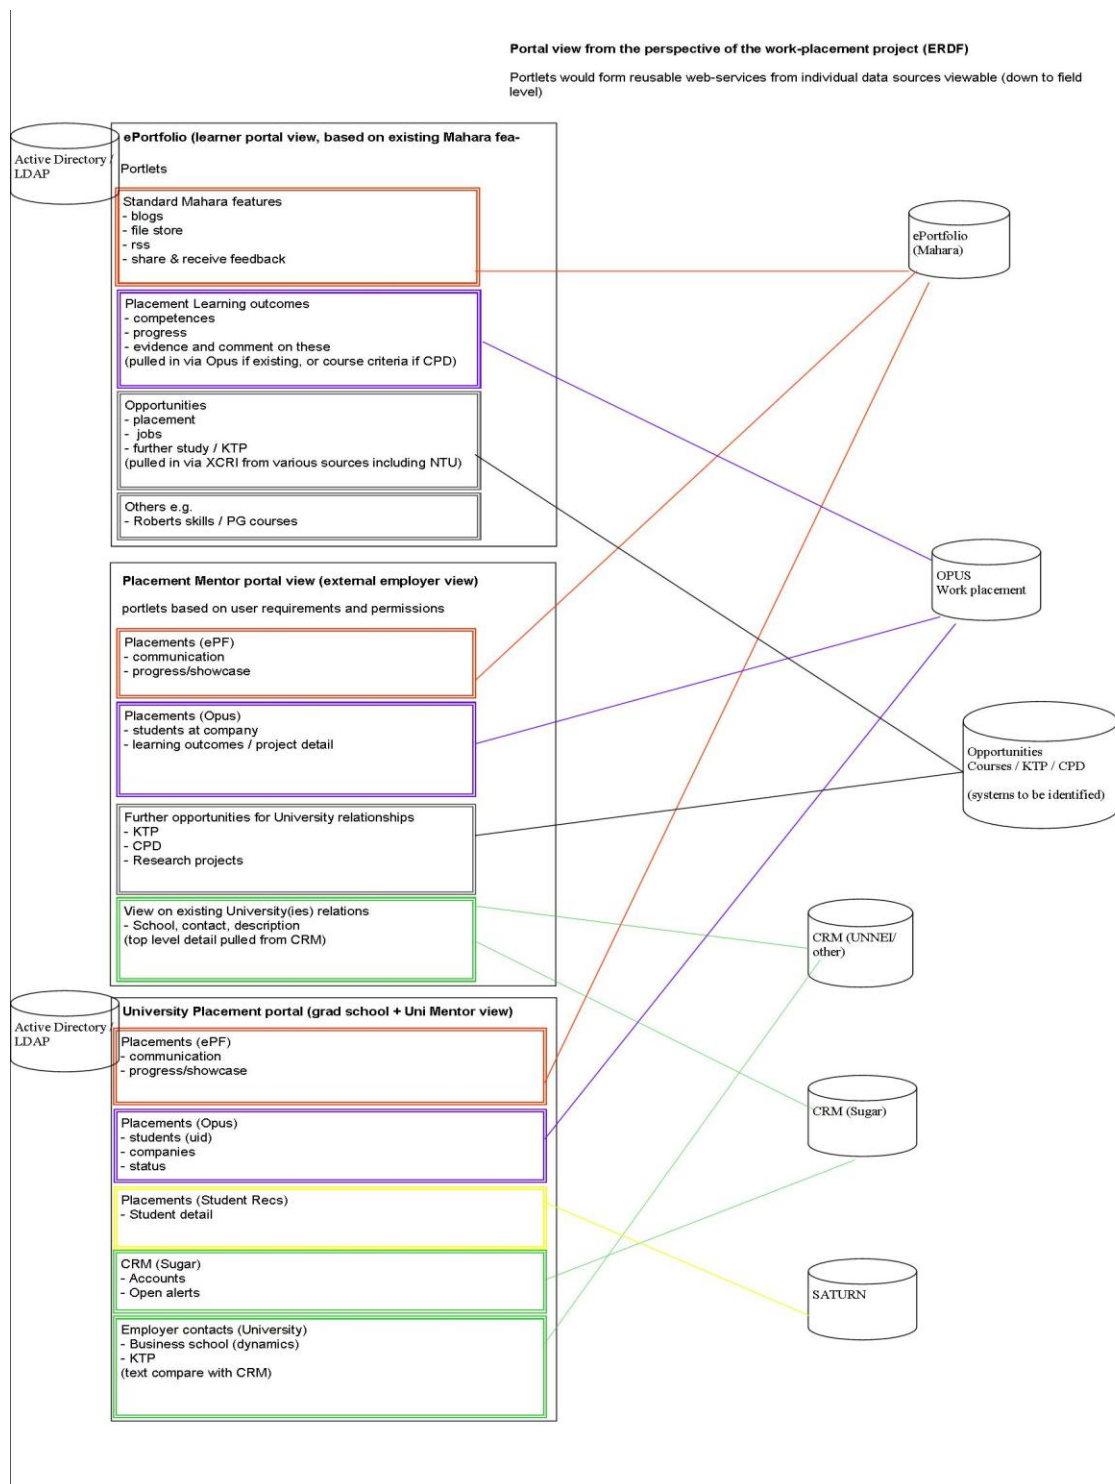 Portal view from the perspective of the work-placement project (ERDF)
Portlets would form reusable web-services from individual data sources viewable (down to field
level)
Active Directory /
LDAP
ePortfolio (learner portal view, based on existing Mahara fea-
Portlets
Standard Mahara features
- blogs
- file store
- rss
- share & receive feedback
Placement Learning outcomes
- competences
- progress
- evidence and comment on these
(pulled in via Opus if existing, or course criteria if CPD)
Opportunities
- placement
- jobs
- further study / KTP
(pulled in via XCRI from various sources including NTU)
Others e.g.
- Roberts skills / PG courses
ePortfolio
(Mahara)
Placement Mentor portal view (external employer view)
portlets based on user requirements and permissions
Placements (ePF)
- communication
- progress/showcase
Placements (Opus)
- students at company
- learning outcomes / project detail
Further opportunities for University relationships
- KTP
- CPD
- Research projects
View on existing University(ies) relations
- School, contact, description
(top level detail pulled from CRM)
OPUS
Work placement
Opportunities
Courses / KTP / CPD
(systems to be identified)
CRM (UNNEI/
other)
Active Directory /
LDAP
University Placement portal (grad school + Uni Mentor view)
Placements (ePF)
- communication
- progress/showcase
Placements (Opus)
- students (uid)
- companies
- status
Placements (Student Recs)
- Student detail
CRM (Sugar)
- Accounts
- Open alerts
Employer contacts (University)
- Business school (dynamics)
- KTP
(text compare with CRM)
CRM (Sugar)
SATURN